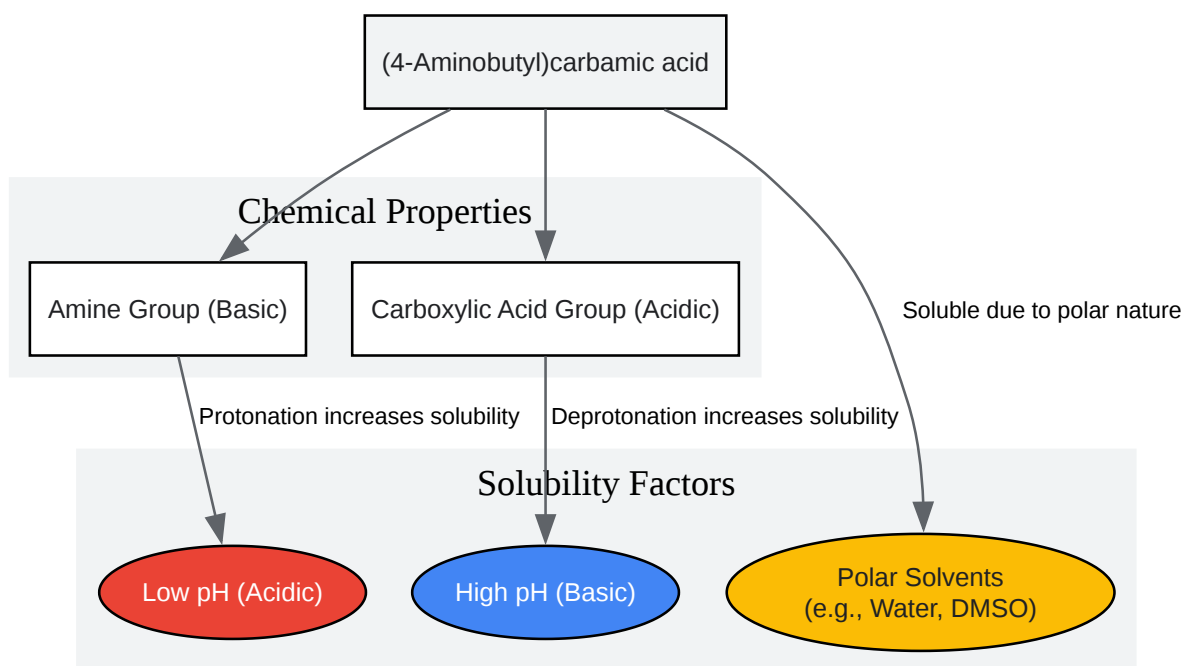 (4-Aminobutyl)carbamic acid
Chemical Properties
Amine Group (Basic)
Carboxylic Acid Group (Acidic)
Soluble due to polar nature
Protonation increases solubility
Deprotonation increases solubility
Solubility Factors
Low pH (Acidic)
High pH (Basic)
Polar Solvents
(e.g., Water, DMSO)